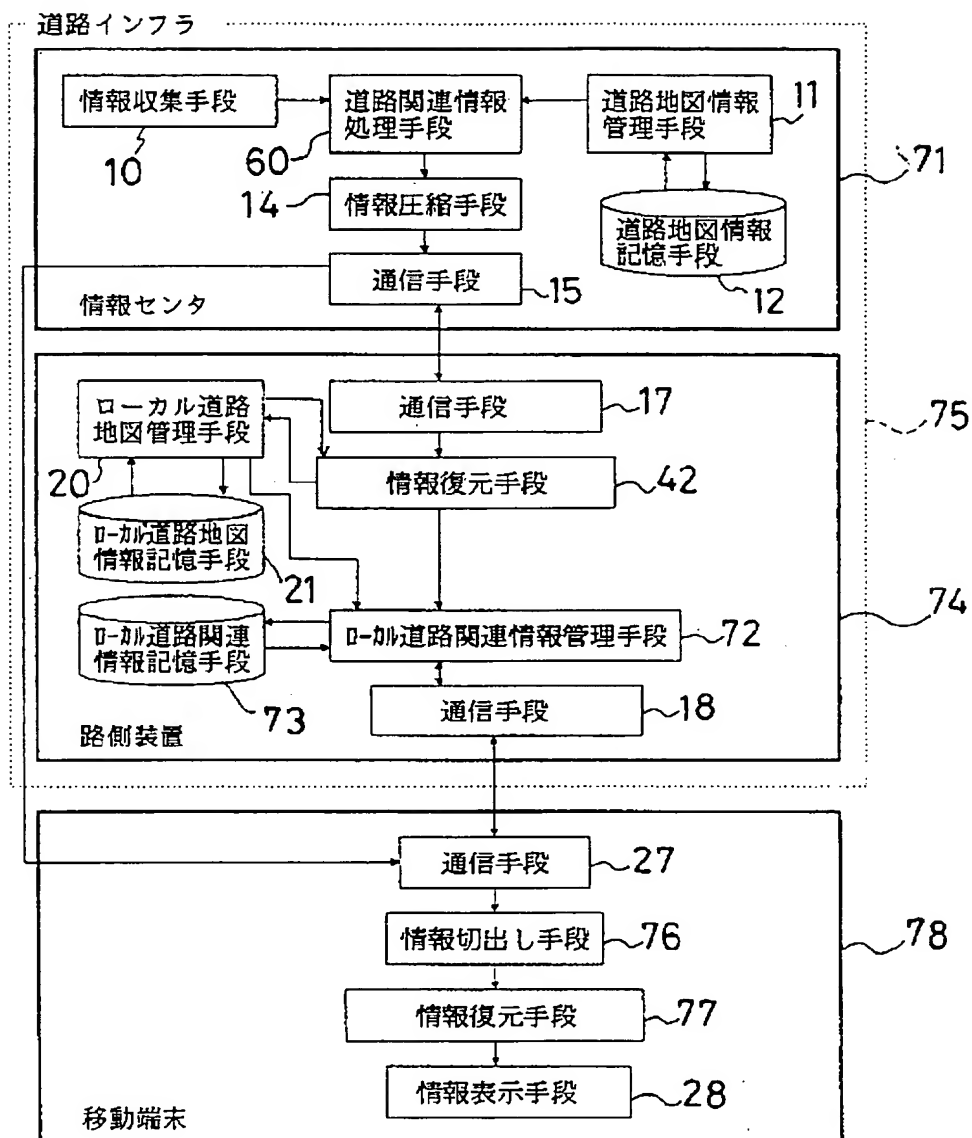 道路インフラ
情報収集手段
10
道路関連情報
処理手段
60
道路地図情報
管理手段
11
71
14
情報圧縮手段
道路地図情報
記憶手段
12
通信手段
15
情報センタ
ローカル道路
地図管理手段
20
通信手段
17
75
情報復元手段
42
ﾛｰｶﾙ道路地図
情報記憶手段
21
74
ﾛｰｶﾙ道路関連
情報記憶手段
73
ﾛｰｶﾙ道路関連情報管理手段
72
通信手段
18
路側装置
通信手段
27
情報切出し手段
76
78
情報復元手段
77
情報表示手段
28
移動端末